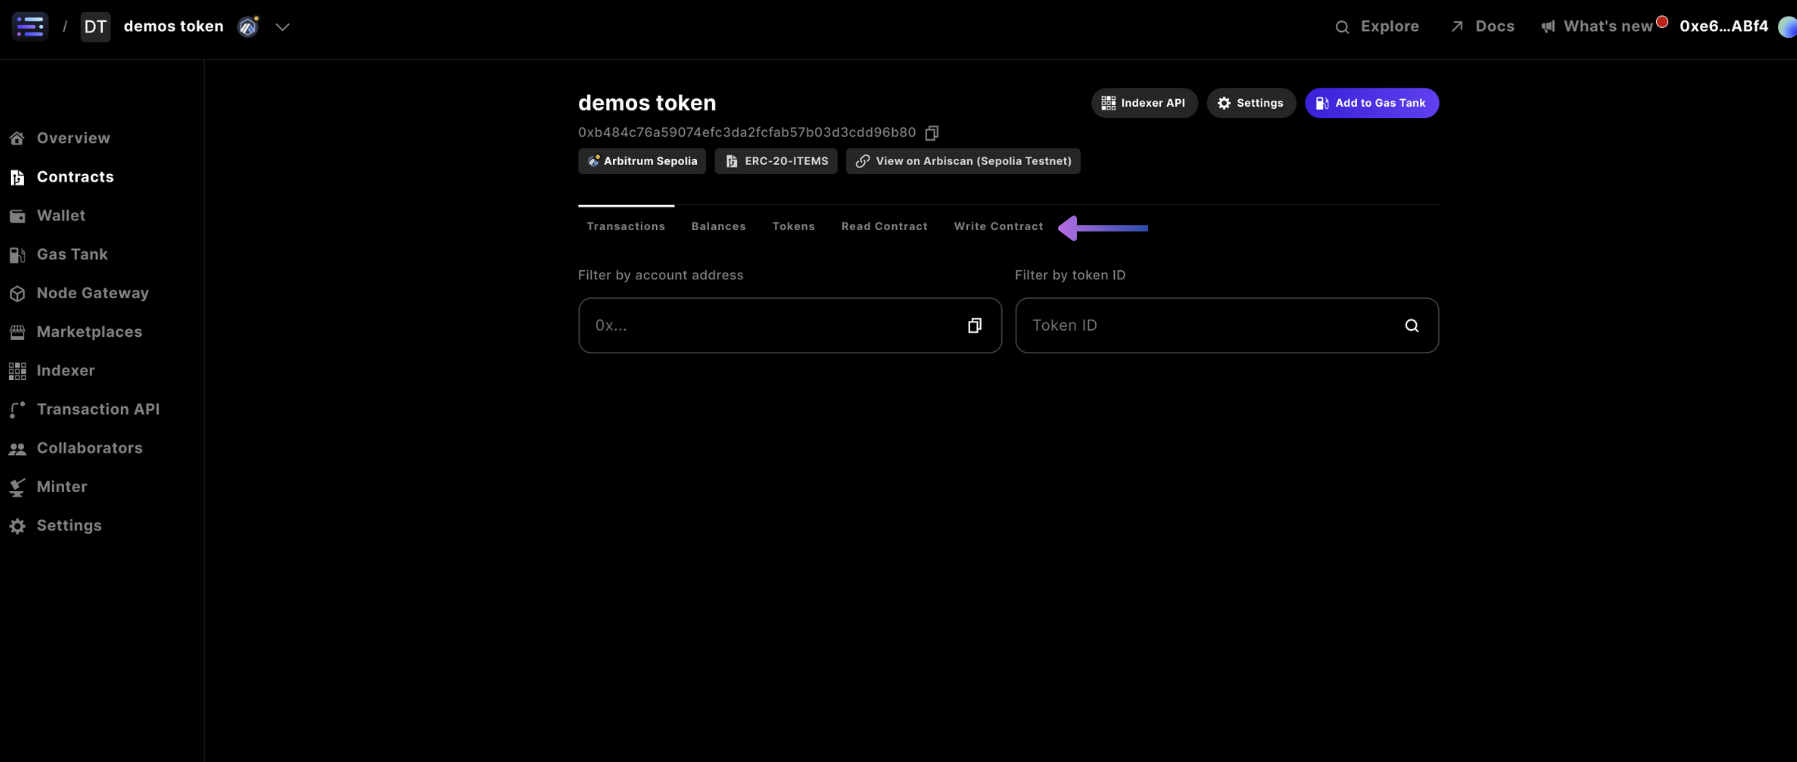 / DT demos token
Explore Docs What's new 0xe6...ABf4
Overview
Contracts
Wallet
Gas Tank
Node Gateway
Marketplaces
Indexer
Transaction API
Collaborators
Minter
Settings
demos token
Indexer API Settings Add to Gas Tank
0xb484c76a59074efc3da2fcfab57b03d3cdd96b80
Arbitrum Sepolia ERC-20-ITEMS View on Arbiscan (Sepolia Testnet)
Transactions Balances Tokens Read Contract Write Contract
Filter by account address Filter by token ID
0x... Token ID